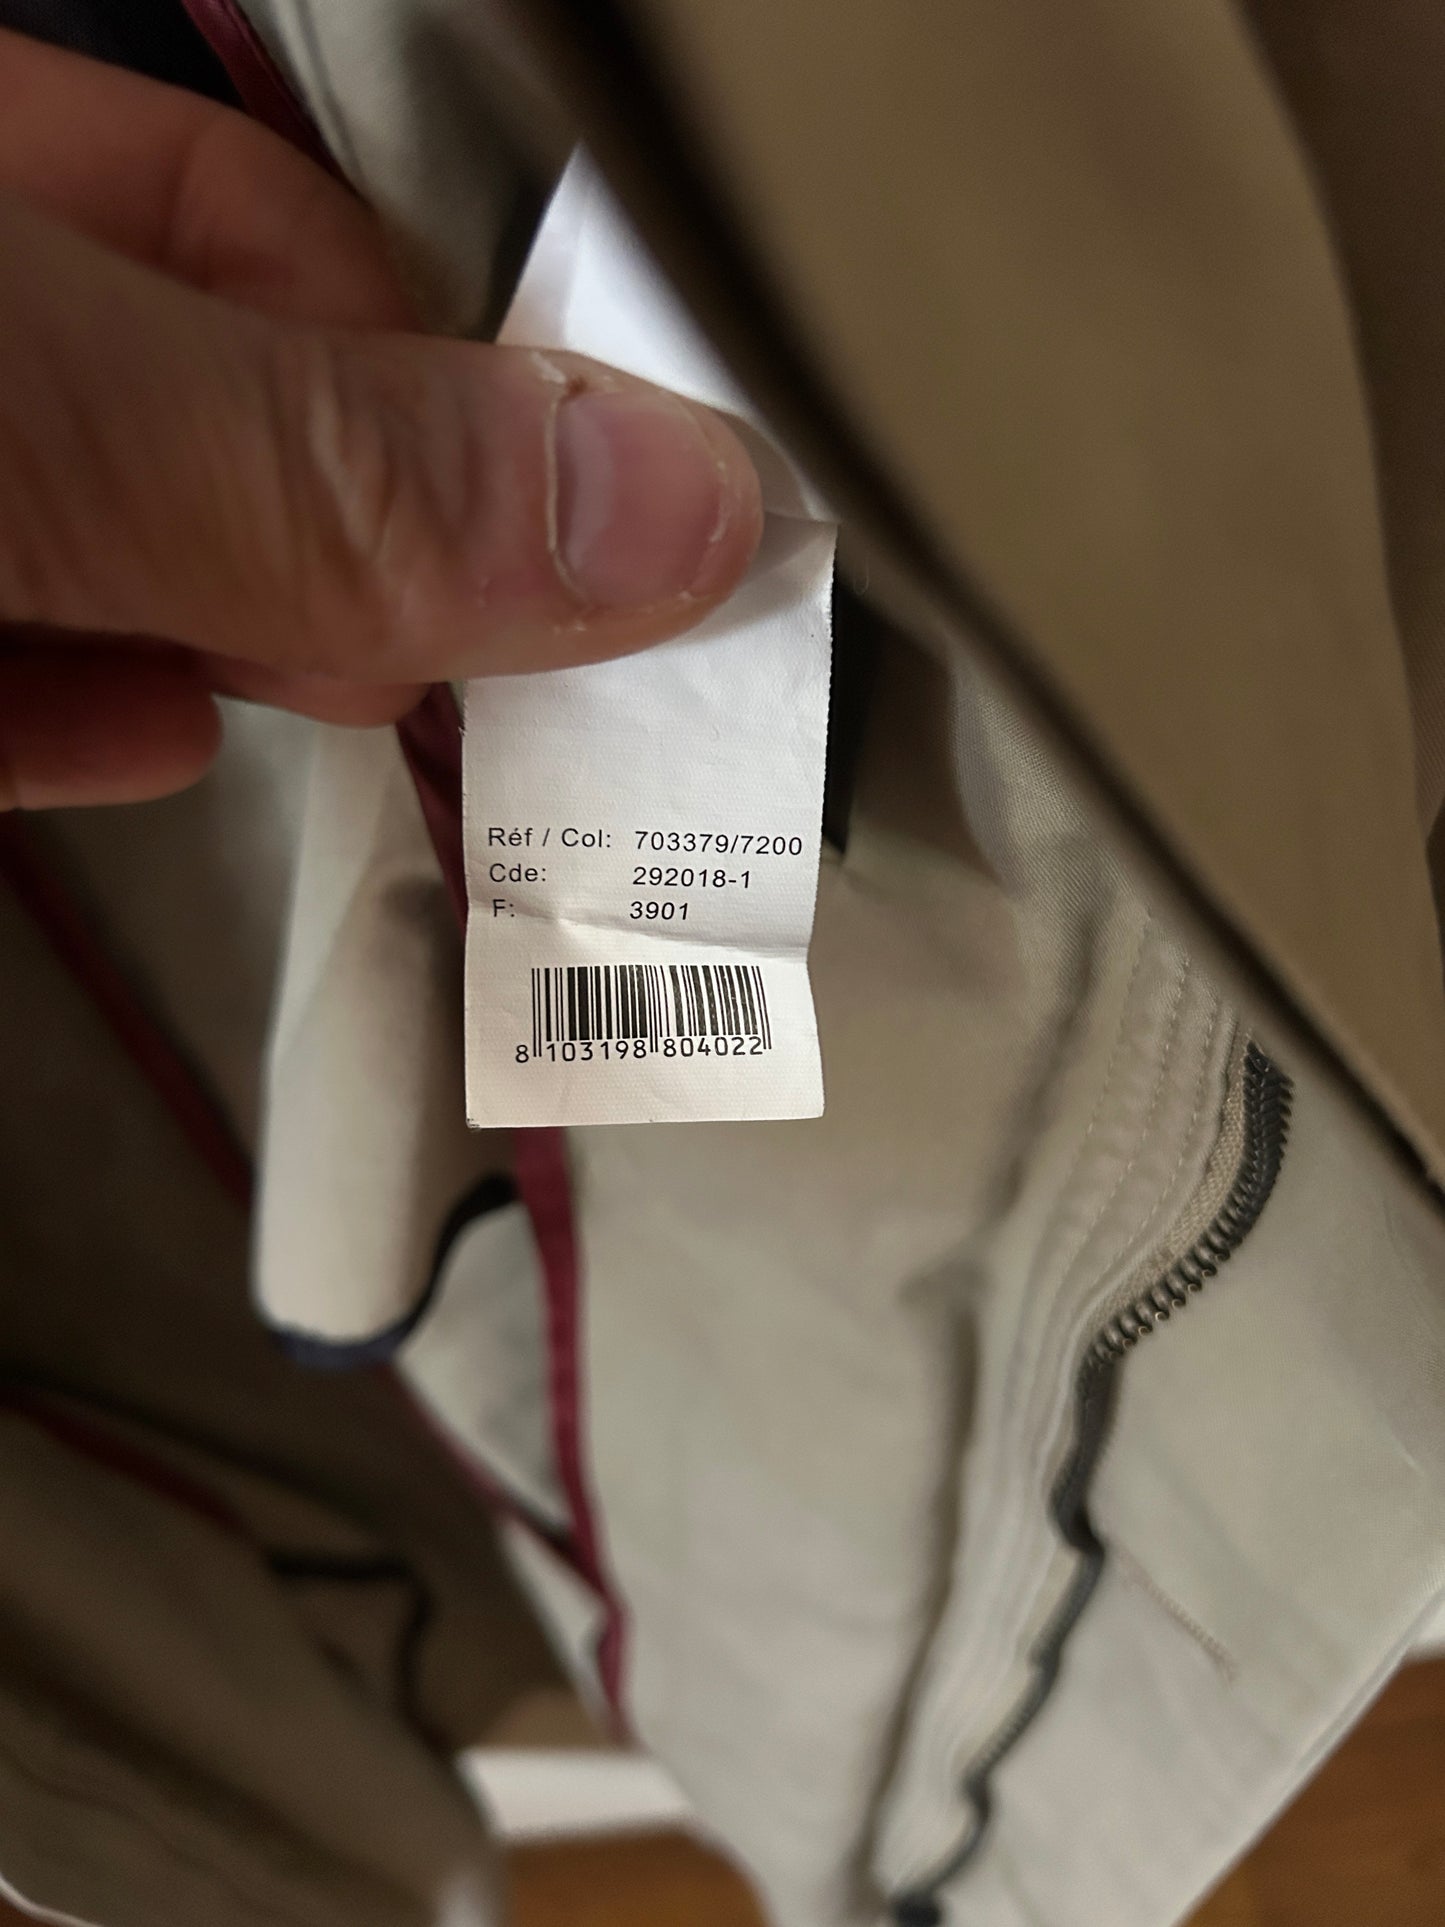 Réf / Col: 703379/7200
Cde: 292018-1
F: 3901
8 103198 804022